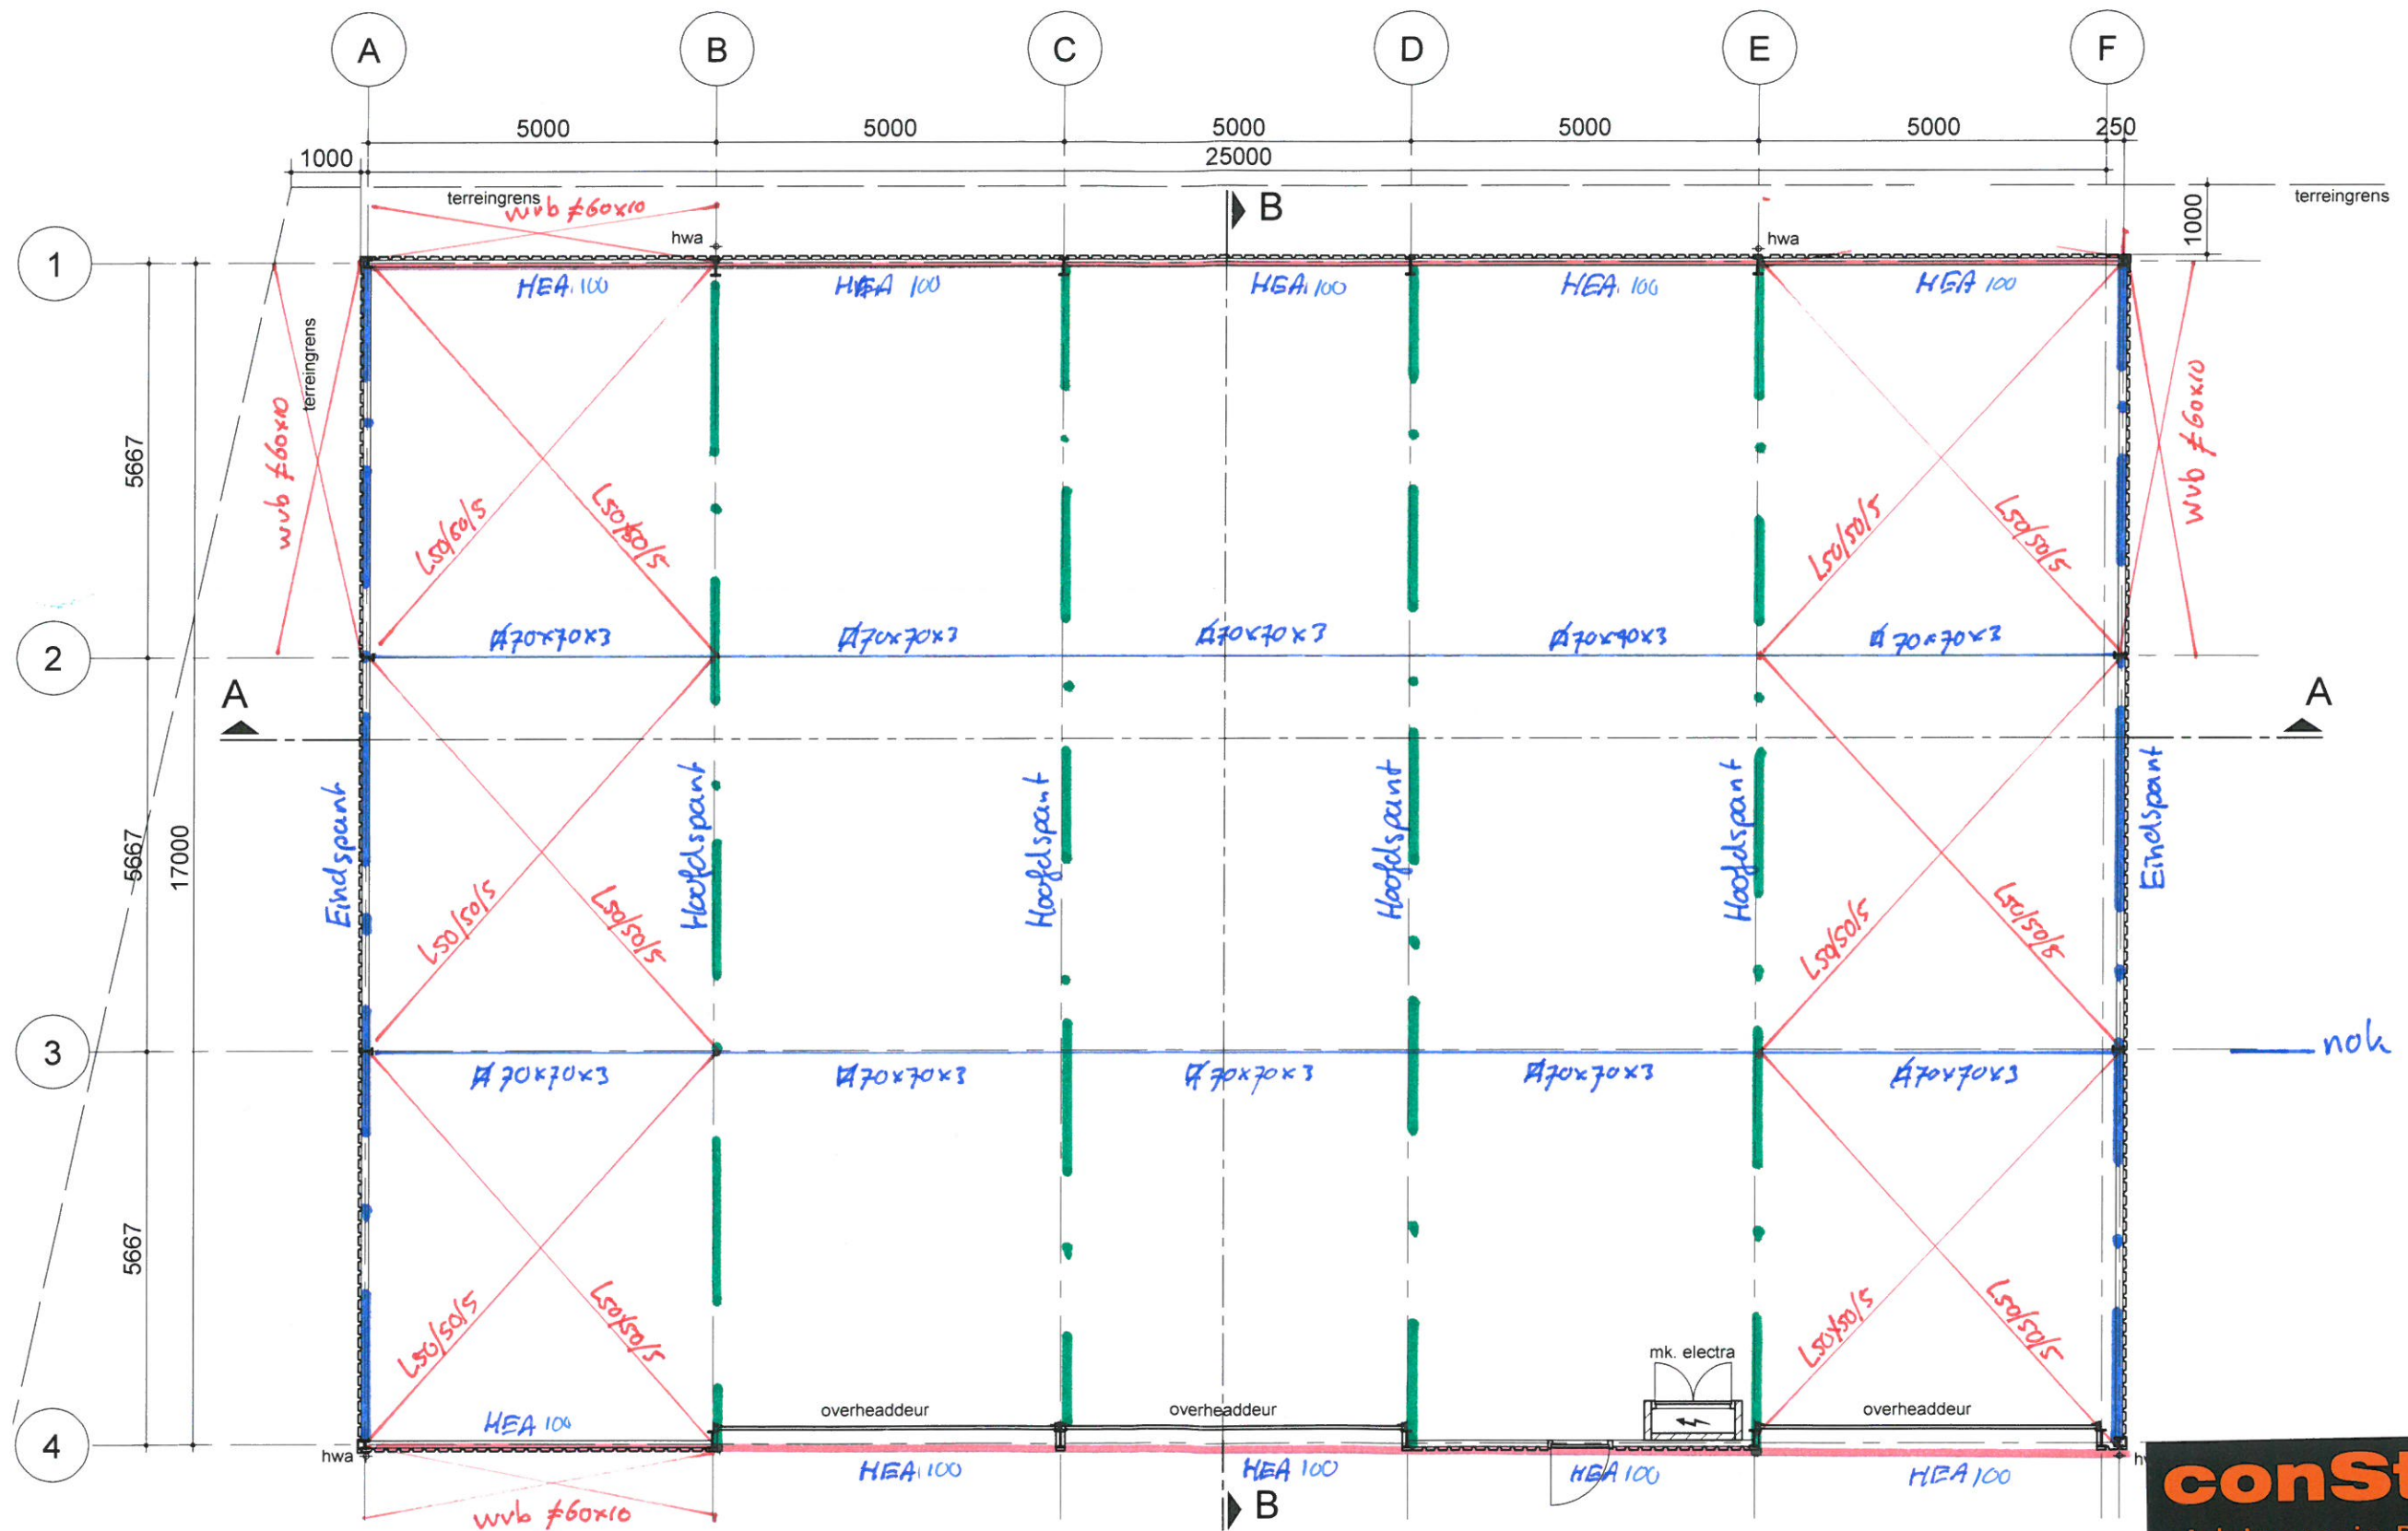 A B C D E F
5000 5000 5000 5000 5000 250
1000 25000
terreingrens terreingrens
wvb ≠60x10
B
1000
hwa hwa
1
HEA 100 HEA 100 HEA 100 HEA 100 HEA 100
terreingrens
wvb ≠60x10
wvb ≠60x10
5667
L50/50/5 L50/50/5 L50/50/5 L50/50/5
70x70x3 70x70x3 70x70x3 70x70x3 70x70x3
2
A A
Eindspant Hoofdspant Hoofdspant Hoofdspant Hoofdspant Eindspant
5667
17000
L50/50/5 L50/50/5 L50/50/5 L50/50/5
3
nok
70x70x3 70x70x3 70x70x3 70x70x3 70x70x3
5667
L50/50/5 L50x50/5 L50x50/5 L50/50/5
mk. electra
HEA 100
overheaddeur overheaddeur overheaddeur
4
hwa
HEA 100 HEA 100 HEA 100 HEA 100
wvb ≠60x10
B
conSt